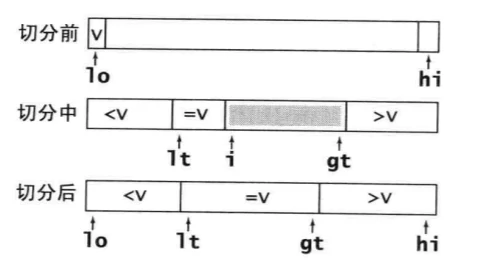 切分前 v
lo hi
切分中 <v =v >v
lt i gt
切分后 <v =v >v
lo lt gt hi